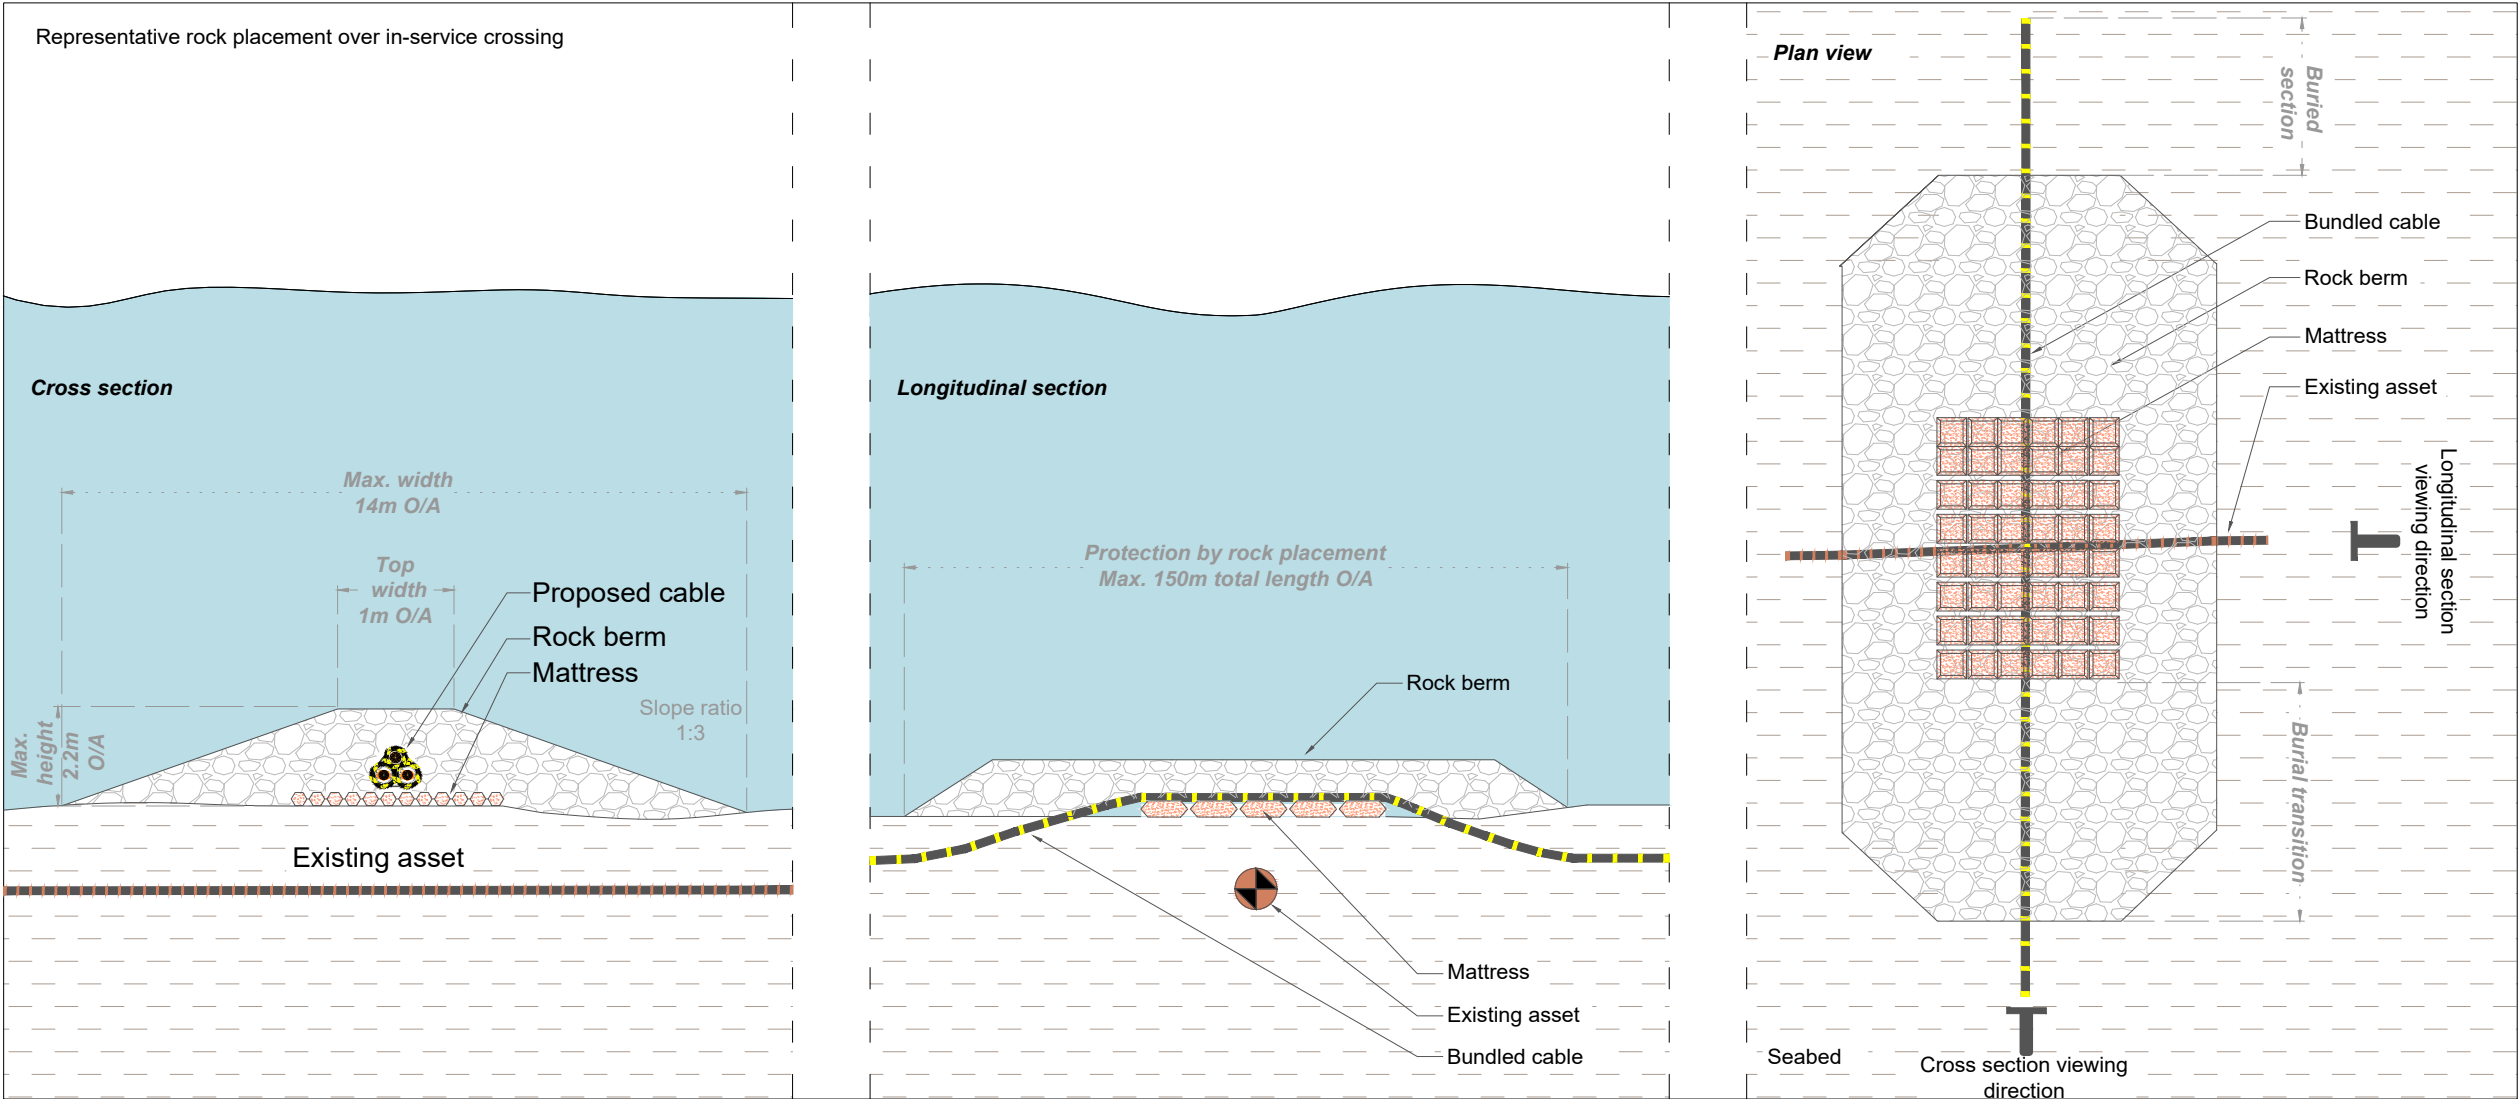 Representative rock placement over in-service crossing
Cross section
Max. width
14m O/A
Top
width
1m O/A
Proposed cable
Rock berm
Mattress
Slope ratio
1:3
Max.
height
2.2m
O/A
Existing asset
Longitudinal section
Protection by rock placement
Max. 150m total length O/A
Rock berm
Mattress
Existing asset
Bundled cable
Plan view
Buried
section
Bundled cable
Rock berm
Mattress
Existing asset
Longitudinal section
viewing direction
Burial transition
Seabed
Cross section viewing
direction